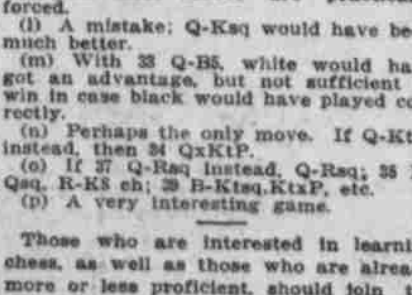 forced.
(l) A mistake; Q-Ksq would have be
much better.
(m) With 33 Q-B5, white would ha
got an advantage, but not sufficient
win in case black would have played co
rectly.
(n) Perhaps the only move. If Q-Kt
instead, then 34 QxKtP.
(o) If 37 Q-Rsq instead, Q-Rsq; 38
Qsq, R-K8 ch; 39 B-Ktsq, KtxP, etc.
(p) A very interesting game.
Those who are interested in learni
chess, as well as those who are alrea
more or less proficient, should join